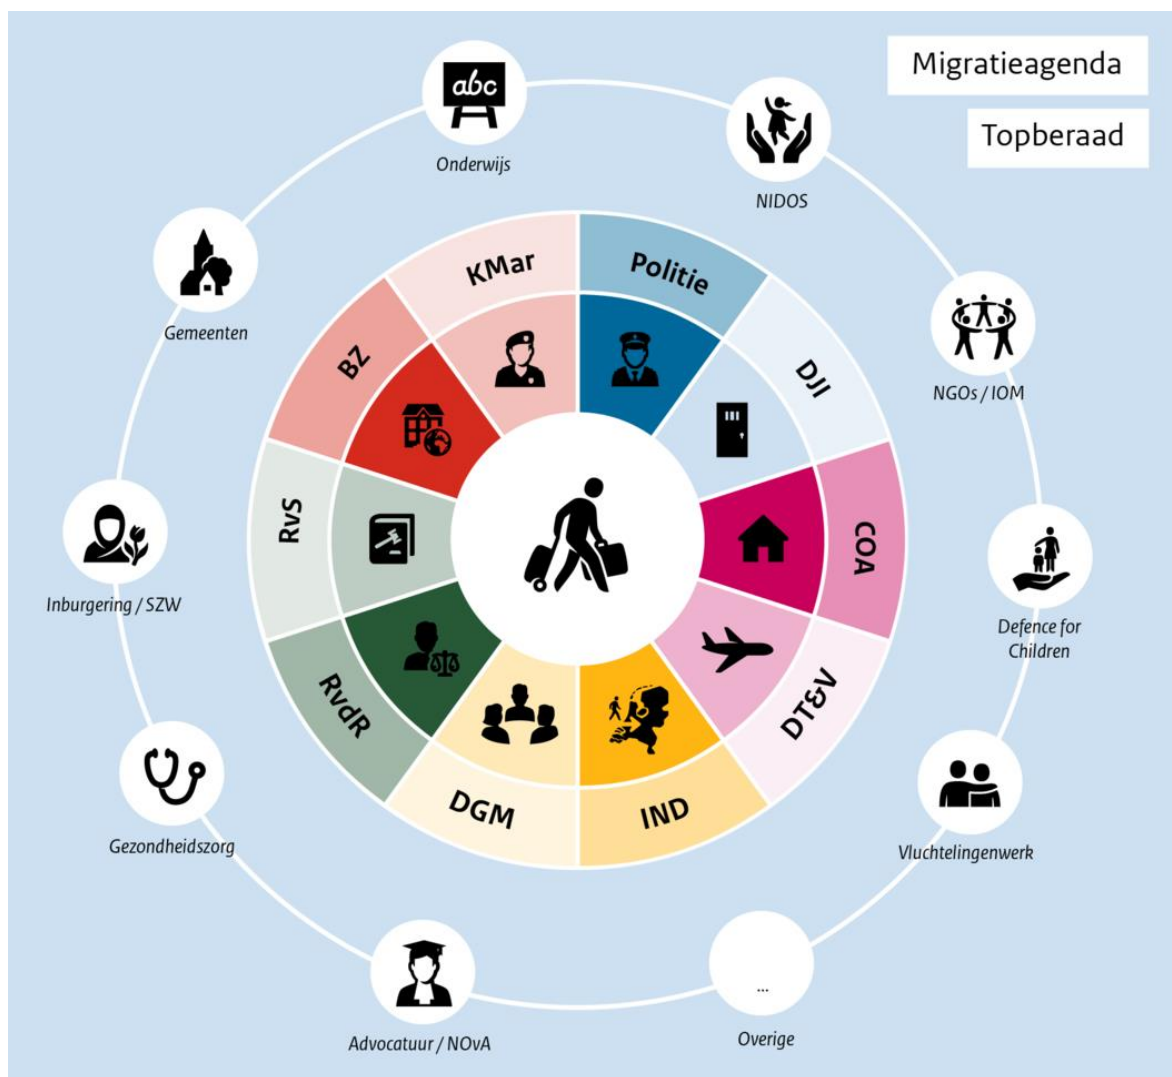 Migratieagenda
Topberaad
abc
Onderwijs
NIDOS
Gemeenten
NGOs / IOM
Inburgering / SZW
Defence for
Children
Gezondheidszorg
Vluchtelingenwerk
Advocatuur / NOvA
...
Overige
KMar
Politie
DJI
COA
DT&V
IND
DGM
RvdR
RvS
BZ